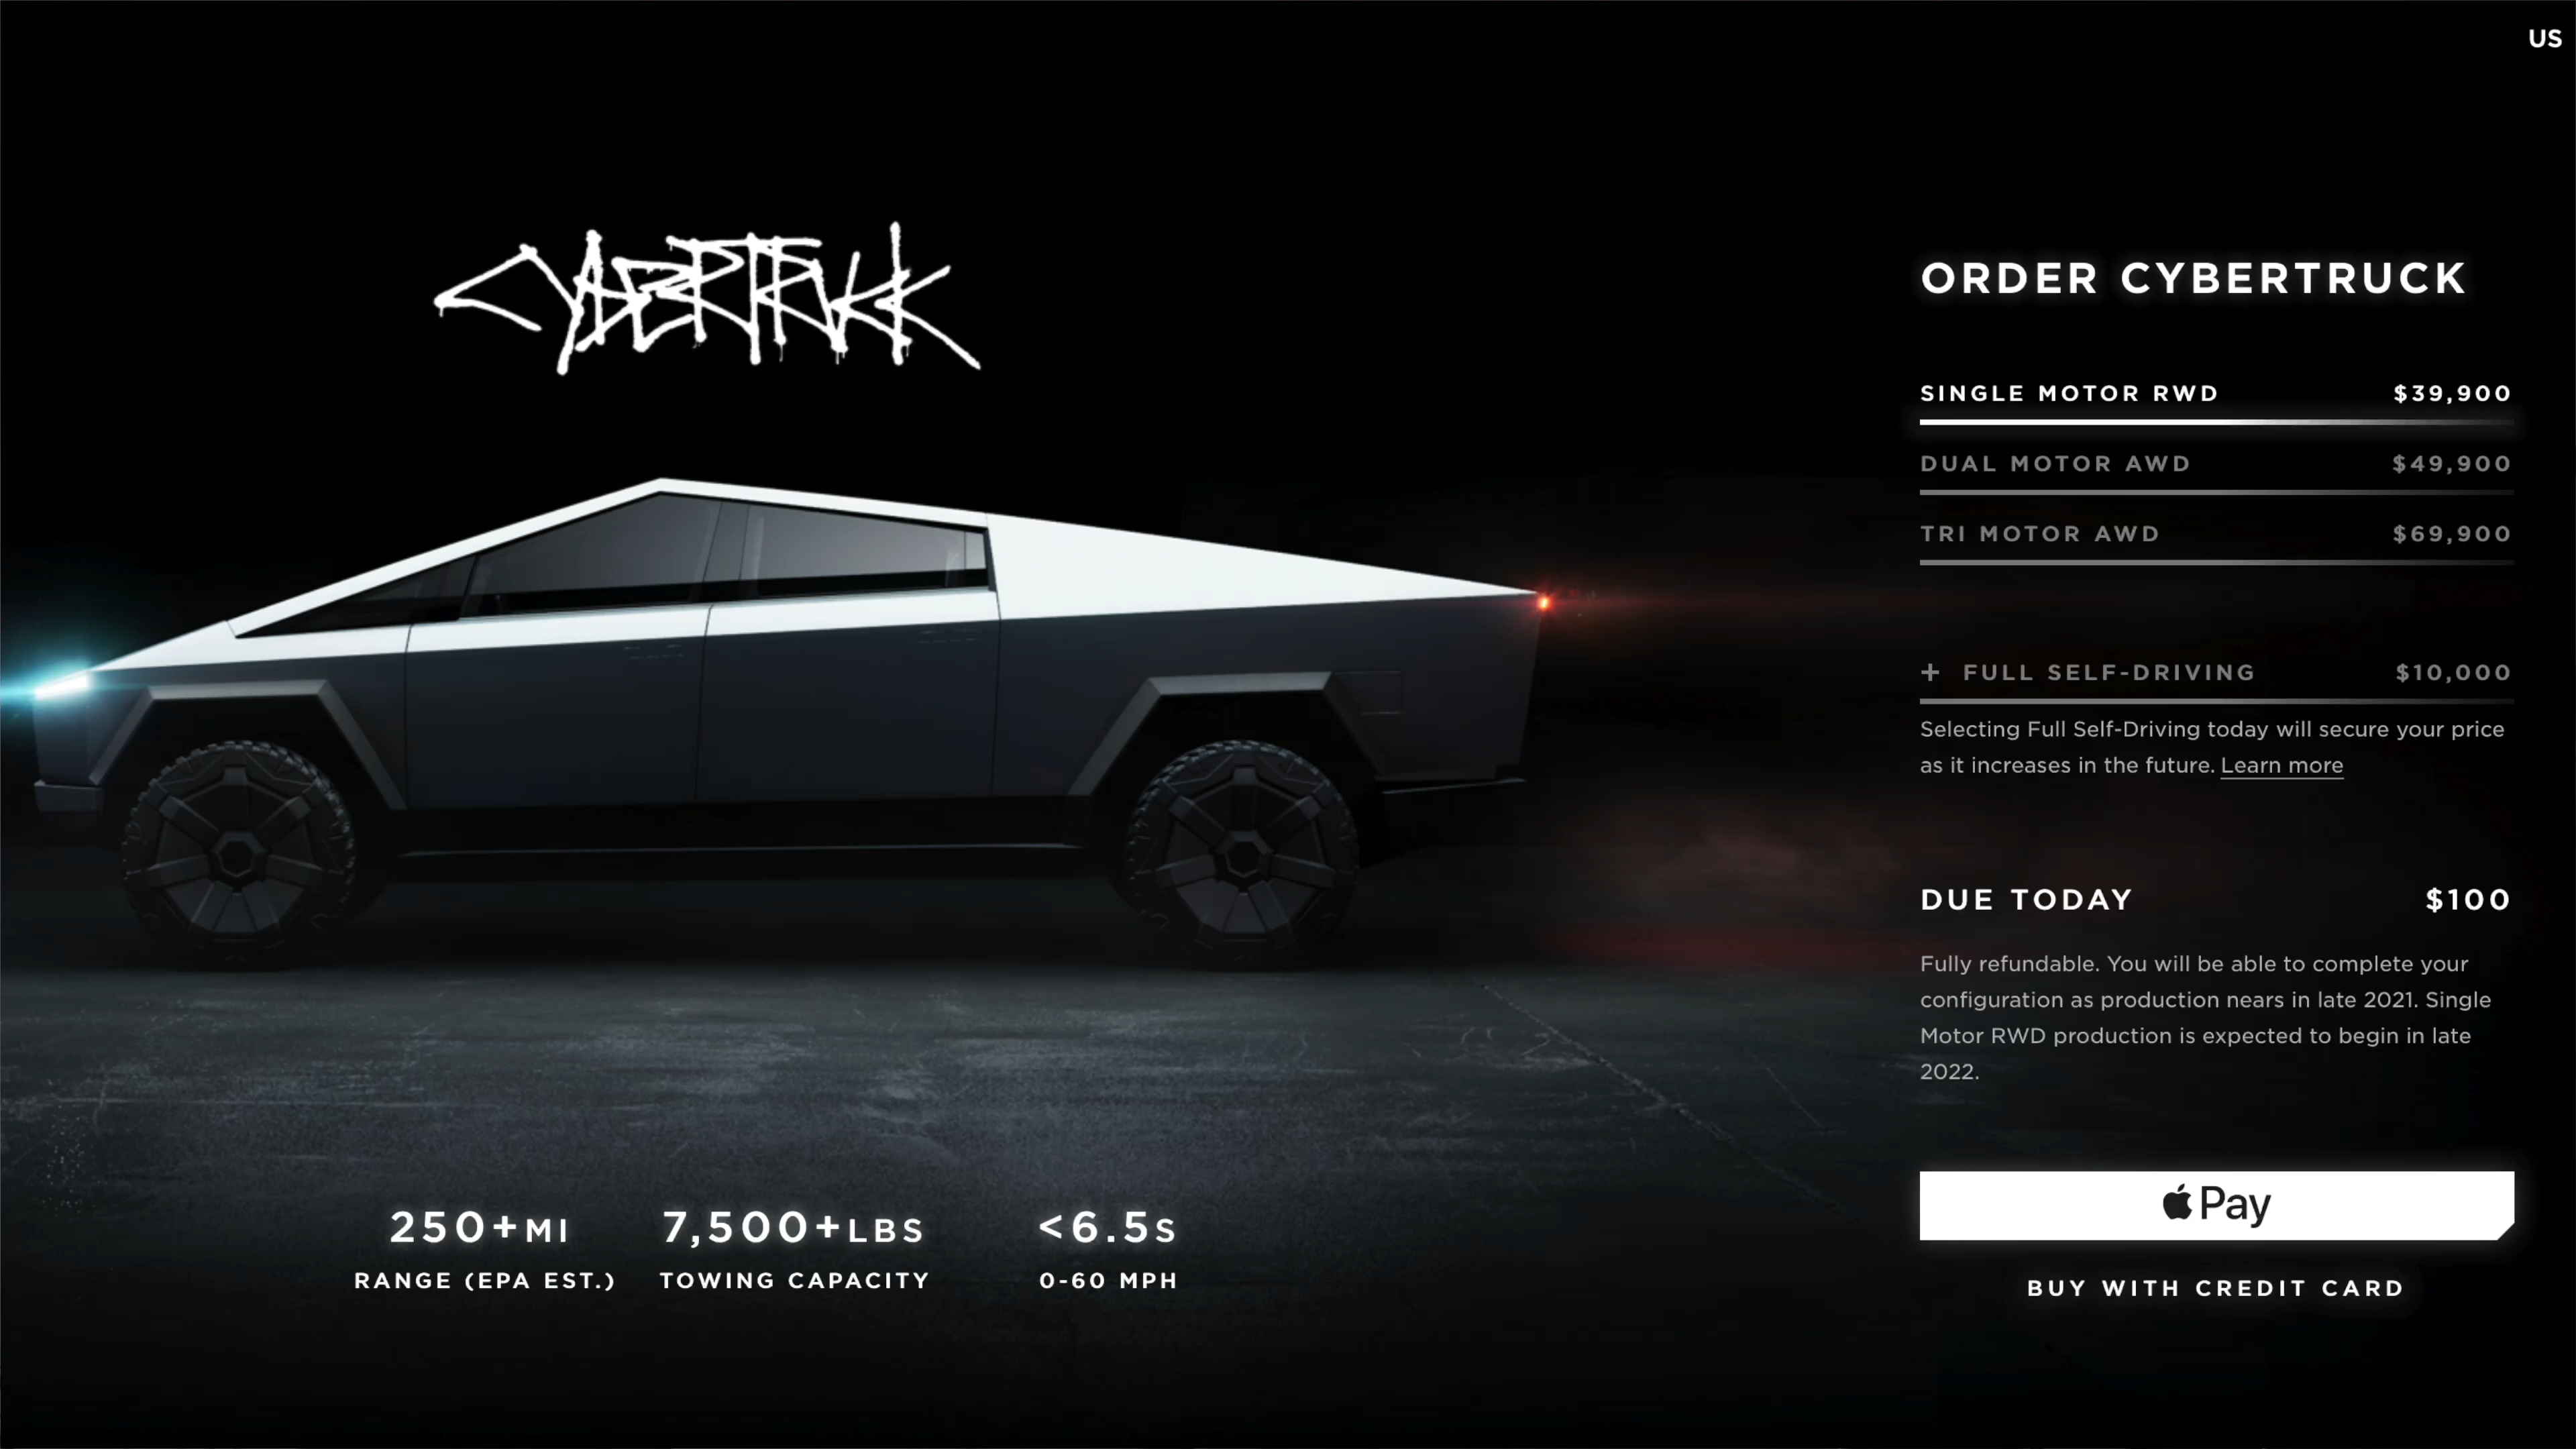 US
CYBERTRUCK
ORDER CYBERTRUCK
SINGLE MOTOR RWD $39,900
DUAL MOTOR AWD $49,900
TRI MOTOR AWD $69,900
+ FULL SELF-DRIVING $10,000
Selecting Full Self-Driving today will secure your price
as it increases in the future. Learn more
DUE TODAY $100
Fully refundable. You will be able to complete your
configuration as production nears in late 2021. Single
Motor RWD production is expected to begin in late
2022.
Pay
BUY WITH CREDIT CARD
250+MI 7,500+LBS <6.5S
RANGE (EPA EST.) TOWING CAPACITY 0-60 MPH